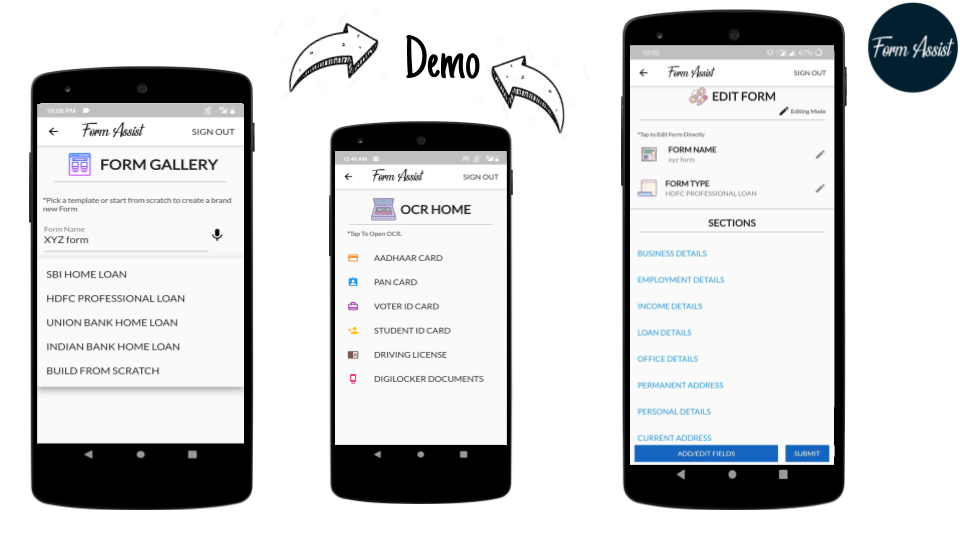 Demo
Form Assist
10:00 PM
Form Assist
SIGN OUT
FORM GALLERY
*Pick a template or start from scratch to create a brand
new Form
Form Name
XYZ form
SBI HOME LOAN
HDFC PROFESSIONAL LOAN
UNION BANK HOME LOAN
INDIAN BANK HOME LOAN
BUILD FROM SCRATCH
12:48 AM
Form Assist
SIGN OUT
OCR HOME
*Tap To Open OCR.
AADHAAR CARD
PAN CARD
VOTER ID CARD
STUDENT ID CARD
DRIVING LICENSE
DIGILOCKER DOCUMENTS
10:05
67%
Form Assist
SIGN OUT
EDIT FORM
Editing Mode
*Tap to Edit Form Directly
FORM NAME
xyz form
FORM TYPE
HDFC PROFESSIONAL LOAN
SECTIONS
BUSINESS DETAILS
EMPLOYMENT DETAILS
INCOME DETAILS
LOAN DETAILS
OFFICE DETAILS
PERMANENT ADDRESS
PERSONAL DETAILS
CURRENT ADDRESS
ADD/EDIT FIELDS
SUBMIT